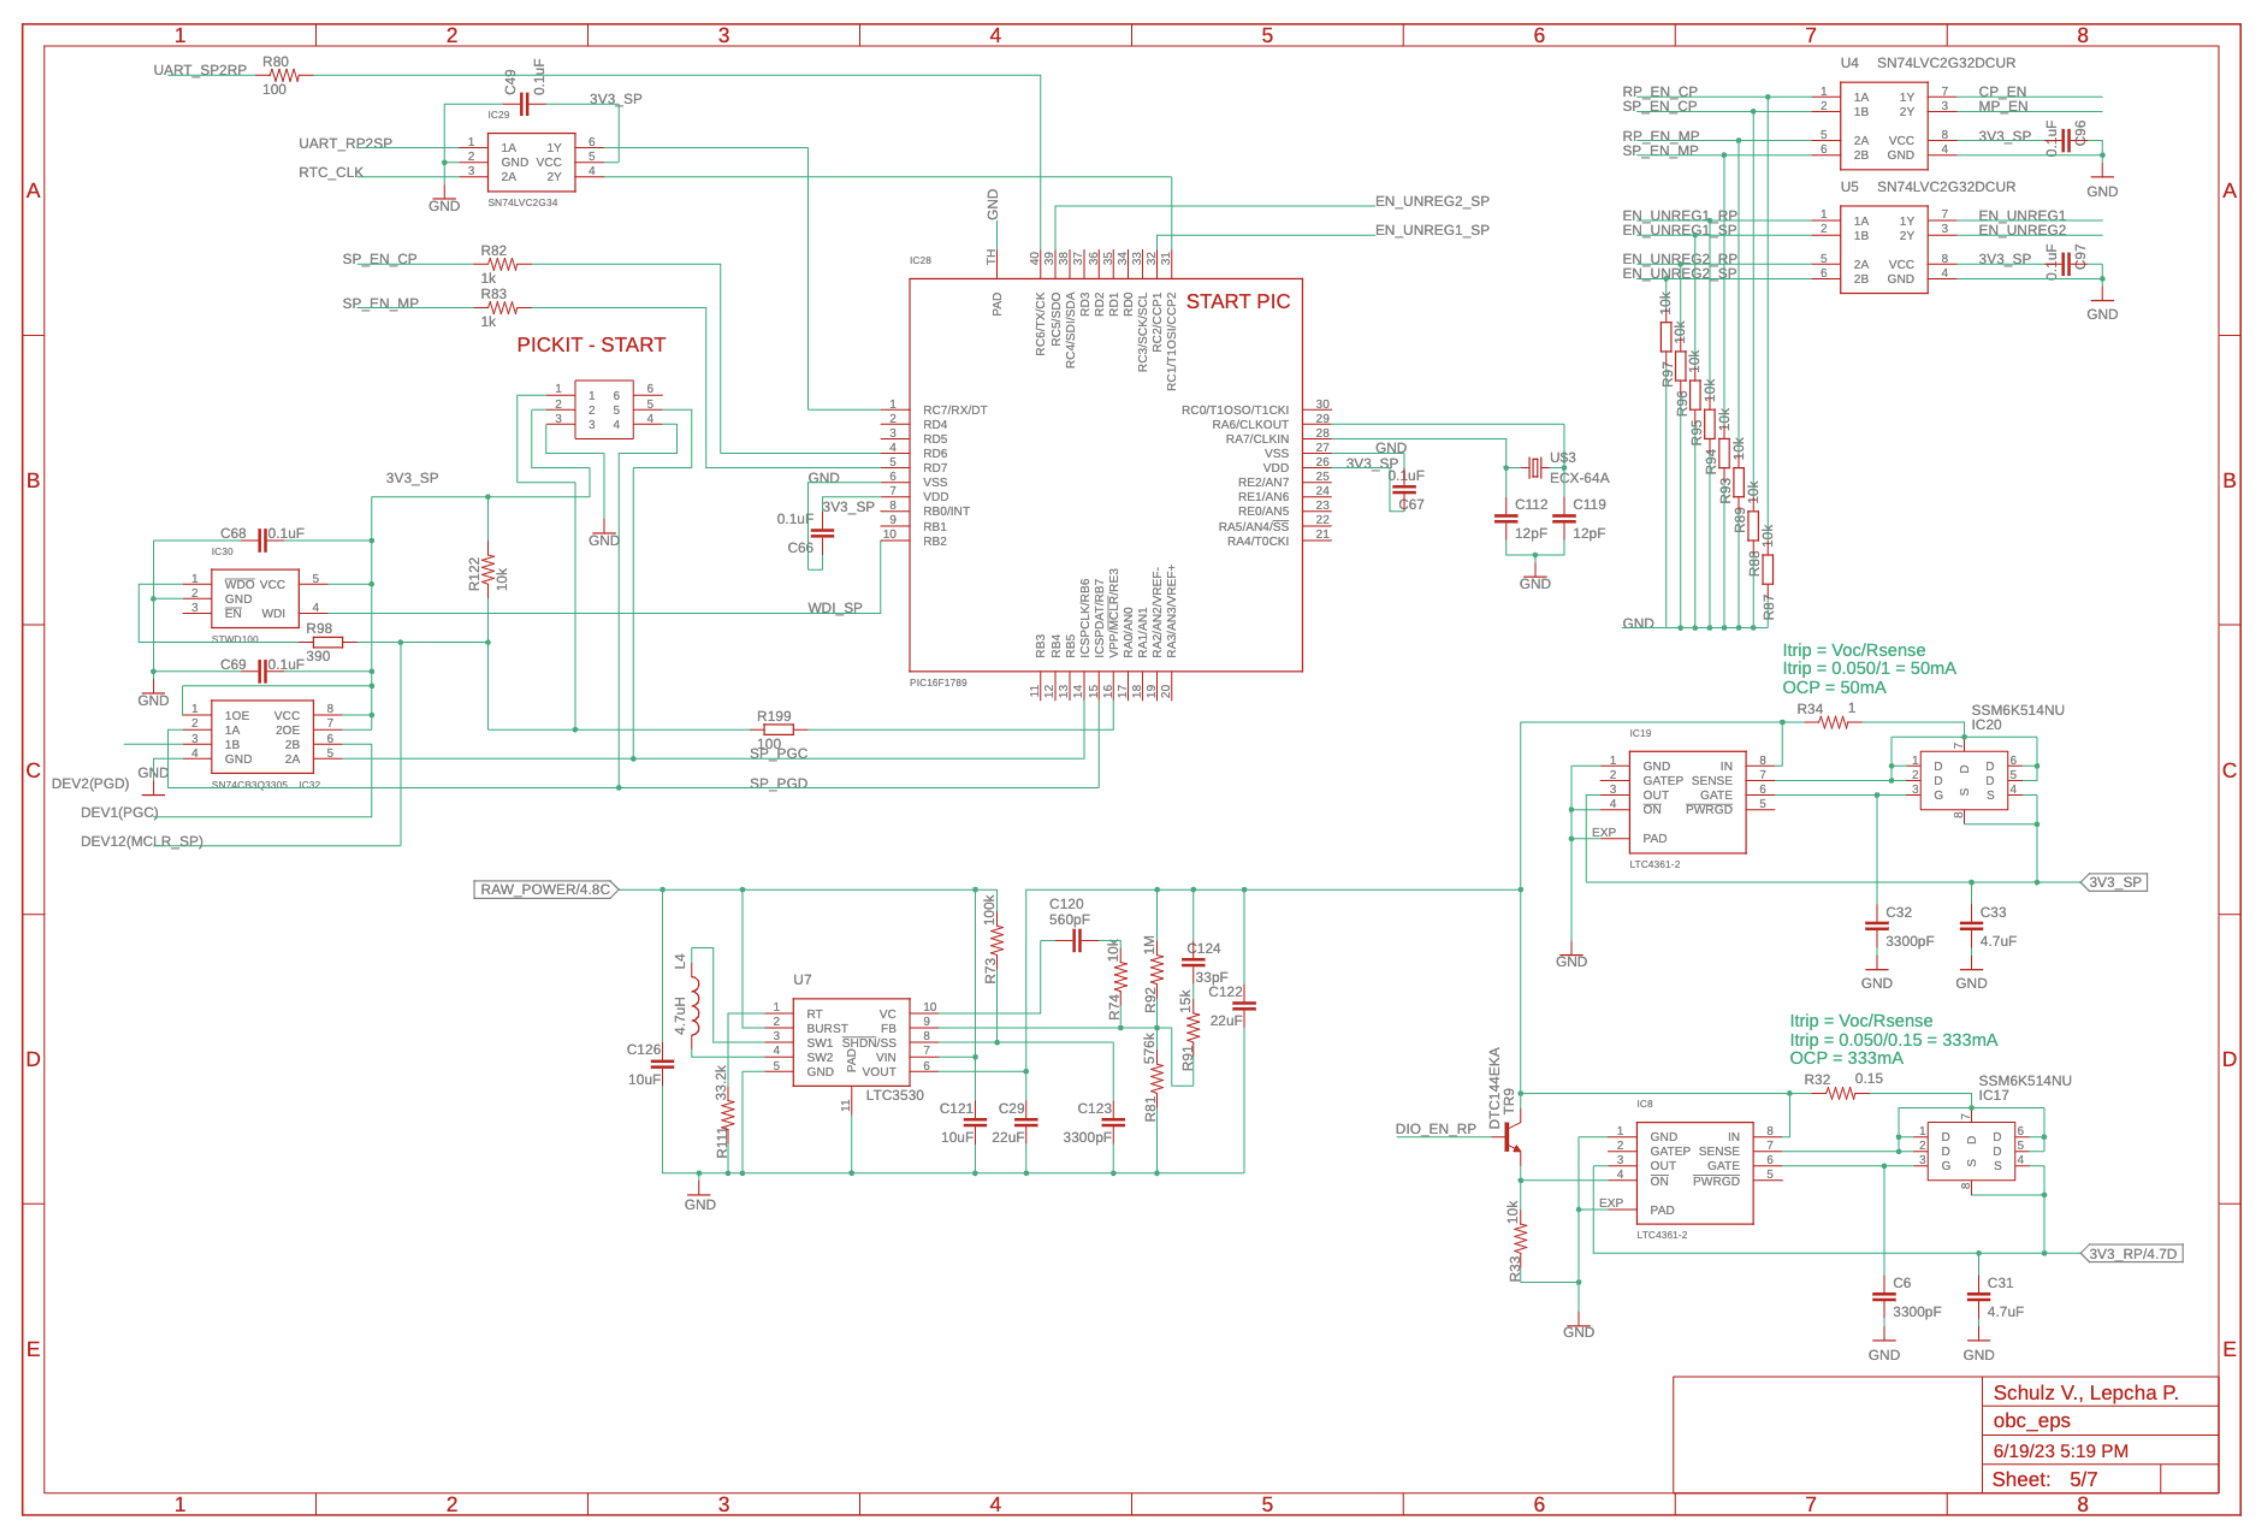 1 2 3 4 5 6 7 8
A B C D E
UART_SP2RP
R80
100
C49
0.1uF
3V3_SP
IC29
UART_RP2SP
RTC_CLK
1 1A 1Y 6
2 GND VCC 5
3 2A 2Y 4
GND
SN74LVC2G34
SP_EN_CP
R82
1k
SP_EN_MP
R83
1k
PICKIT - START
1 1 6 6
2 2 5 5
3 3 4 4
GND
3V3_SP
C68
0.1uF
IC30
1 WDO VCC 5
2 GND
3 EN WDI 4
STWD100
R98
390
R122
10k
C69
0.1uF
GND
1 1OE VCC 8
2 1A 2OE 7
3 1B 2B 6
4 GND 2A 5
SN74CB3Q3305
IC32
GND
DEV2(PGD)
DEV1(PGC)
DEV12(MCLR_SP)
R199
100
SP_PGC
SP_PGD
WDI_SP
GND
3V3_SP
0.1uF
C66
IC28
START PIC
GND
TH
PAD
EN_UNREG2_SP
EN_UNREG1_SP
40 39 38 37 36 35 34 33 32 31
RC6/TX/CK
RC5/SDO
RC4/SDI/SDA
RD3
RD2
RD1
RD0
RC3/SCK/SCL
RC2/CCP1
RC1/T1OSI/CCP2
1 RC7/RX/DT
2 RD4
3 RD5
4 RD6
5 RD7
6 VSS
7 VDD
8 RB0/INT
9 RB1
10 RB2
RC0/T1OSO/T1CKI 30
RA6/CLKOUT 29
RA7/CLKIN 28
VSS 27
VDD 26
RE2/AN7 25
RE1/AN6 24
RE0/AN5 23
RA5/AN4/SS 22
RA4/T0CKI 21
RB3
RB4
RB5
ICSPCLK/RB6
ICSPDAT/RB7
VPP/MCLR/RE3
RA0/AN0
RA1/AN1
RA2/AN2/VREF-
RA3/AN3/VREF+
11 12 13 14 15 16 17 18 19 20
PIC16F1789
GND
3V3_SP
0.1uF
C67
U$3
ECX-64A
C112
12pF
C119
12pF
GND
U4 SN74LVC2G32DCUR
RP_EN_CP 1 1A 1Y 7 CP_EN
SP_EN_CP 2 1B 2Y 3 MP_EN
RP_EN_MP 5 2A VCC 8 3V3_SP
SP_EN_MP 6 2B GND 4
0.1uF
C96
GND
U5 SN74LVC2G32DCUR
EN_UNREG1_RP 1 1A 1Y 7 EN_UNREG1
EN_UNREG1_SP 2 1B 2Y 3 EN_UNREG2
EN_UNREG2_RP 5 2A VCC 8 3V3_SP
EN_UNREG2_SP 6 2B GND 4
0.1uF
C97
GND
10k R97
10k R96
10k R95
10k R94
10k R93
10k R89
10k R88
10k R87
GND
Itrip = Voc/Rsense
Itrip = 0.050/1 = 50mA
OCP = 50mA
R34 1
SSM6K514NU
IC20
IC19
1 GND IN 8
2 GATEP SENSE 7
3 OUT GATE 6
4 ON PWRGD 5
EXP PAD
LTC4361-2
7
1 D D D 6
2 D D 5
3 G S S 4
8
3V3_SP
C32
3300pF
GND
C33
4.7uF
GND
GND
RAW_POWER/4.8C
C126
10uF
L4
4.7uH
R111
33.2k
U7
1 RT VC 10
2 BURST FB 9
3 SW1 SHDN/SS 8
4 SW2 VIN 7
5 GND VOUT 6
PAD
11
LTC3530
100k
R73
C120
560pF
10k
R74
1M
R92
C124
33pF
15k
R91
C122
22uF
576k
R81
C121
10uF
C29
22uF
C123
3300pF
GND
DIO_EN_RP
DTC144EKA
TR9
10k
R33
Itrip = Voc/Rsense
Itrip = 0.050/0.15 = 333mA
OCP = 333mA
R32 0.15
SSM6K514NU
IC17
IC8
1 GND IN 8
2 GATEP SENSE 7
3 OUT GATE 6
4 ON PWRGD 5
EXP PAD
LTC4361-2
7
1 D D D 6
2 D D 5
3 G S S 4
8
3V3_RP/4.7D
C6
3300pF
GND
C31
4.7uF
GND
GND
Schulz V., Lepcha P.
obc_eps
6/19/23 5:19 PM
Sheet: 5/7
A B C D E
1 2 3 4 5 6 7 8